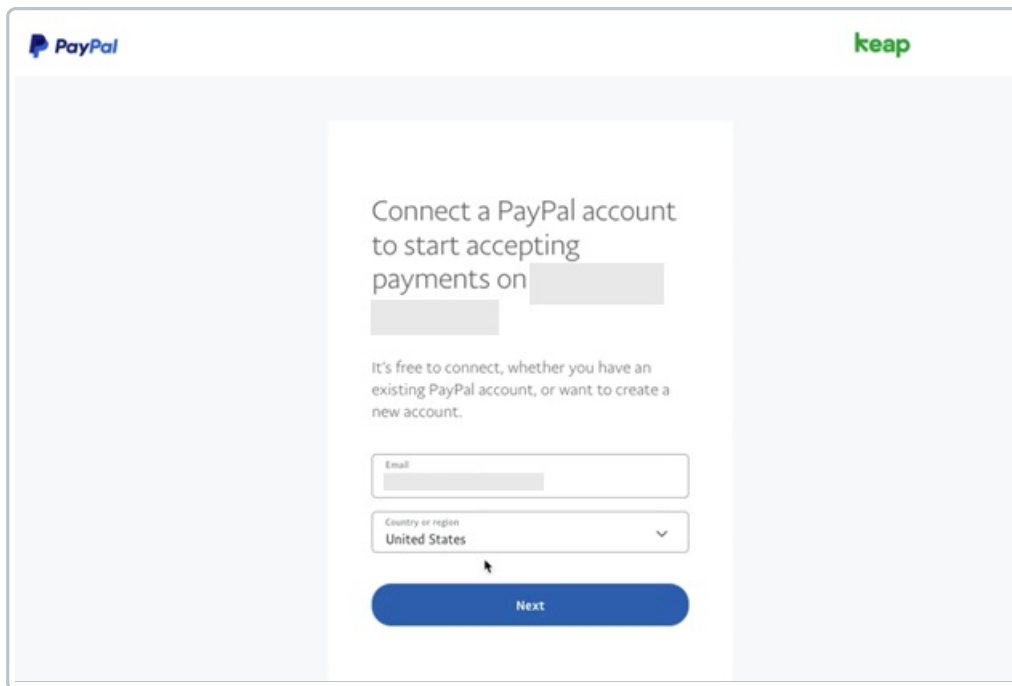 PayPal
keap
Connect a PayPal account
to start accepting
payments on
It's free to connect, whether you have an
existing PayPal account, or want to create a
new account.
Email
Country or region
United States
Next